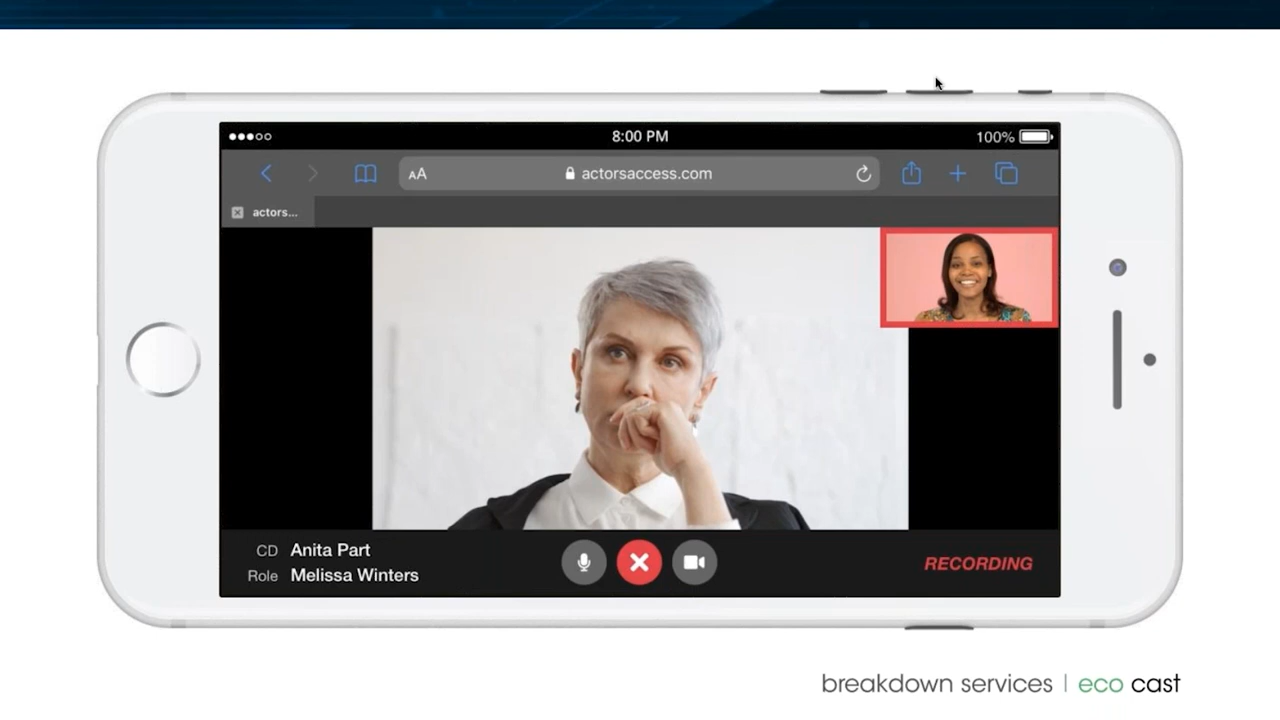 8:00 PM
100%
AA
actorsaccess.com
actors...
CD Anita Part
Role Melissa Winters
RECORDING
breakdown services | eco cast